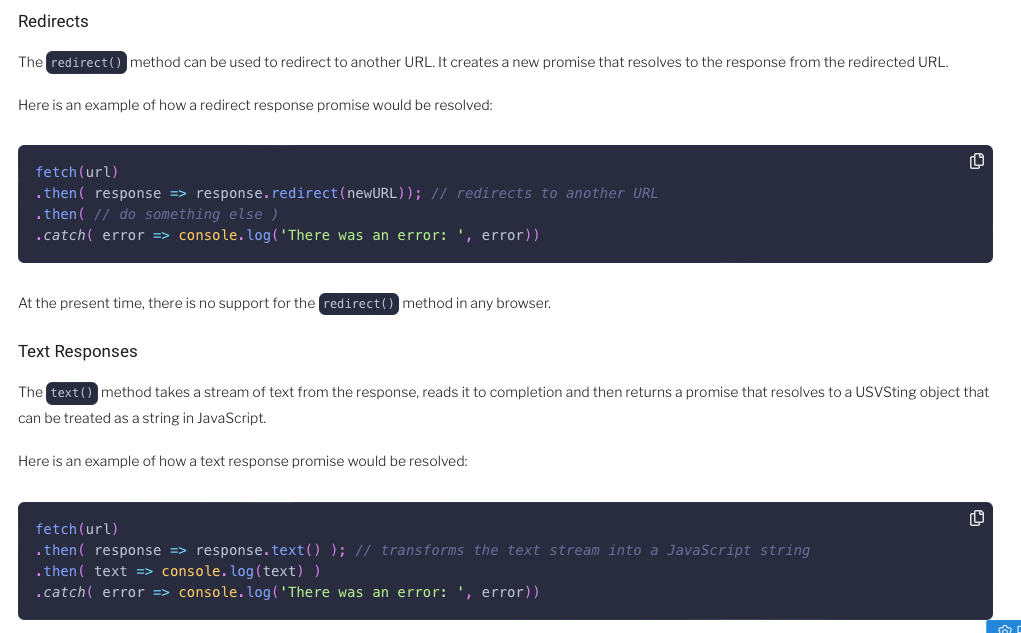 Redirects
The redirect() method can be used to redirect to another URL. It creates a new promise that resolves to the response from the redirected URL.
Here is an example of how a redirect response promise would be resolved:
fetch(url)
.then( response => response.redirect(newURL)); // redirects to another URL
.then( // do something else )
.catch( error => console.log('There was an error: ', error))
At the present time, there is no support for the redirect() method in any browser.
Text Responses
The text() method takes a stream of text from the response, reads it to completion and then returns a promise that resolves to a USVSting object that
can be treated as a string in JavaScript.
Here is an example of how a text response promise would be resolved:
fetch(url)
.then( response => response.text() ); // transforms the text stream into a JavaScript string
.then( text => console.log(text) )
.catch( error => console.log('There was an error: ', error))